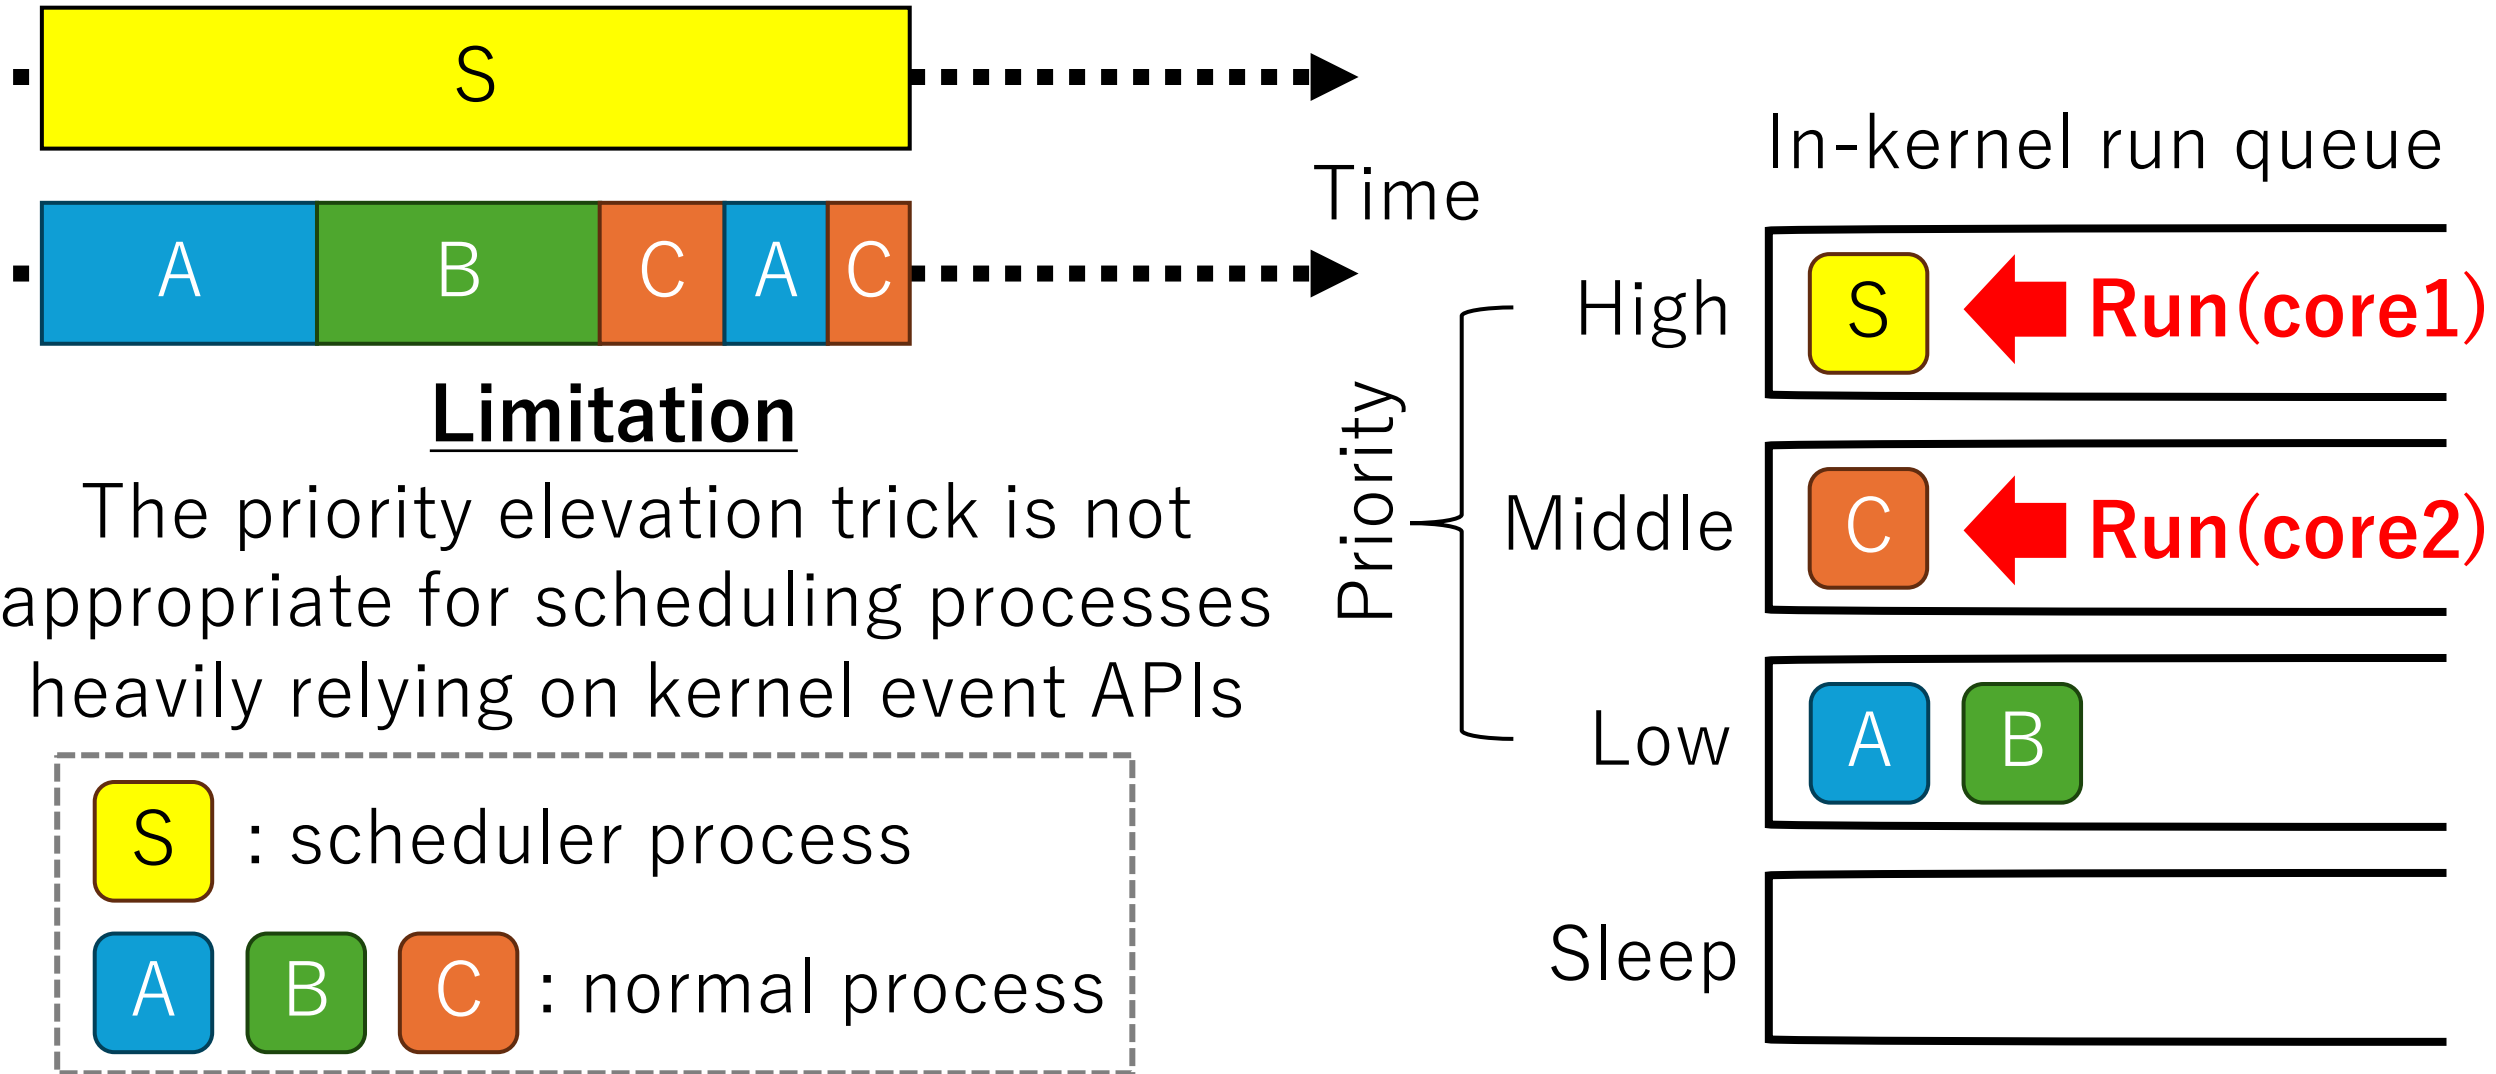 S
Time
A B C A C
Limitation
The priority elevation trick is not
appropriate for scheduling processes
heavily relying on kernel event APIs
S : scheduler process
A B C : normal process
In-kernel run queue
Priority
High S Run(core1)
Middle C Run(core2)
Low A B
Sleep